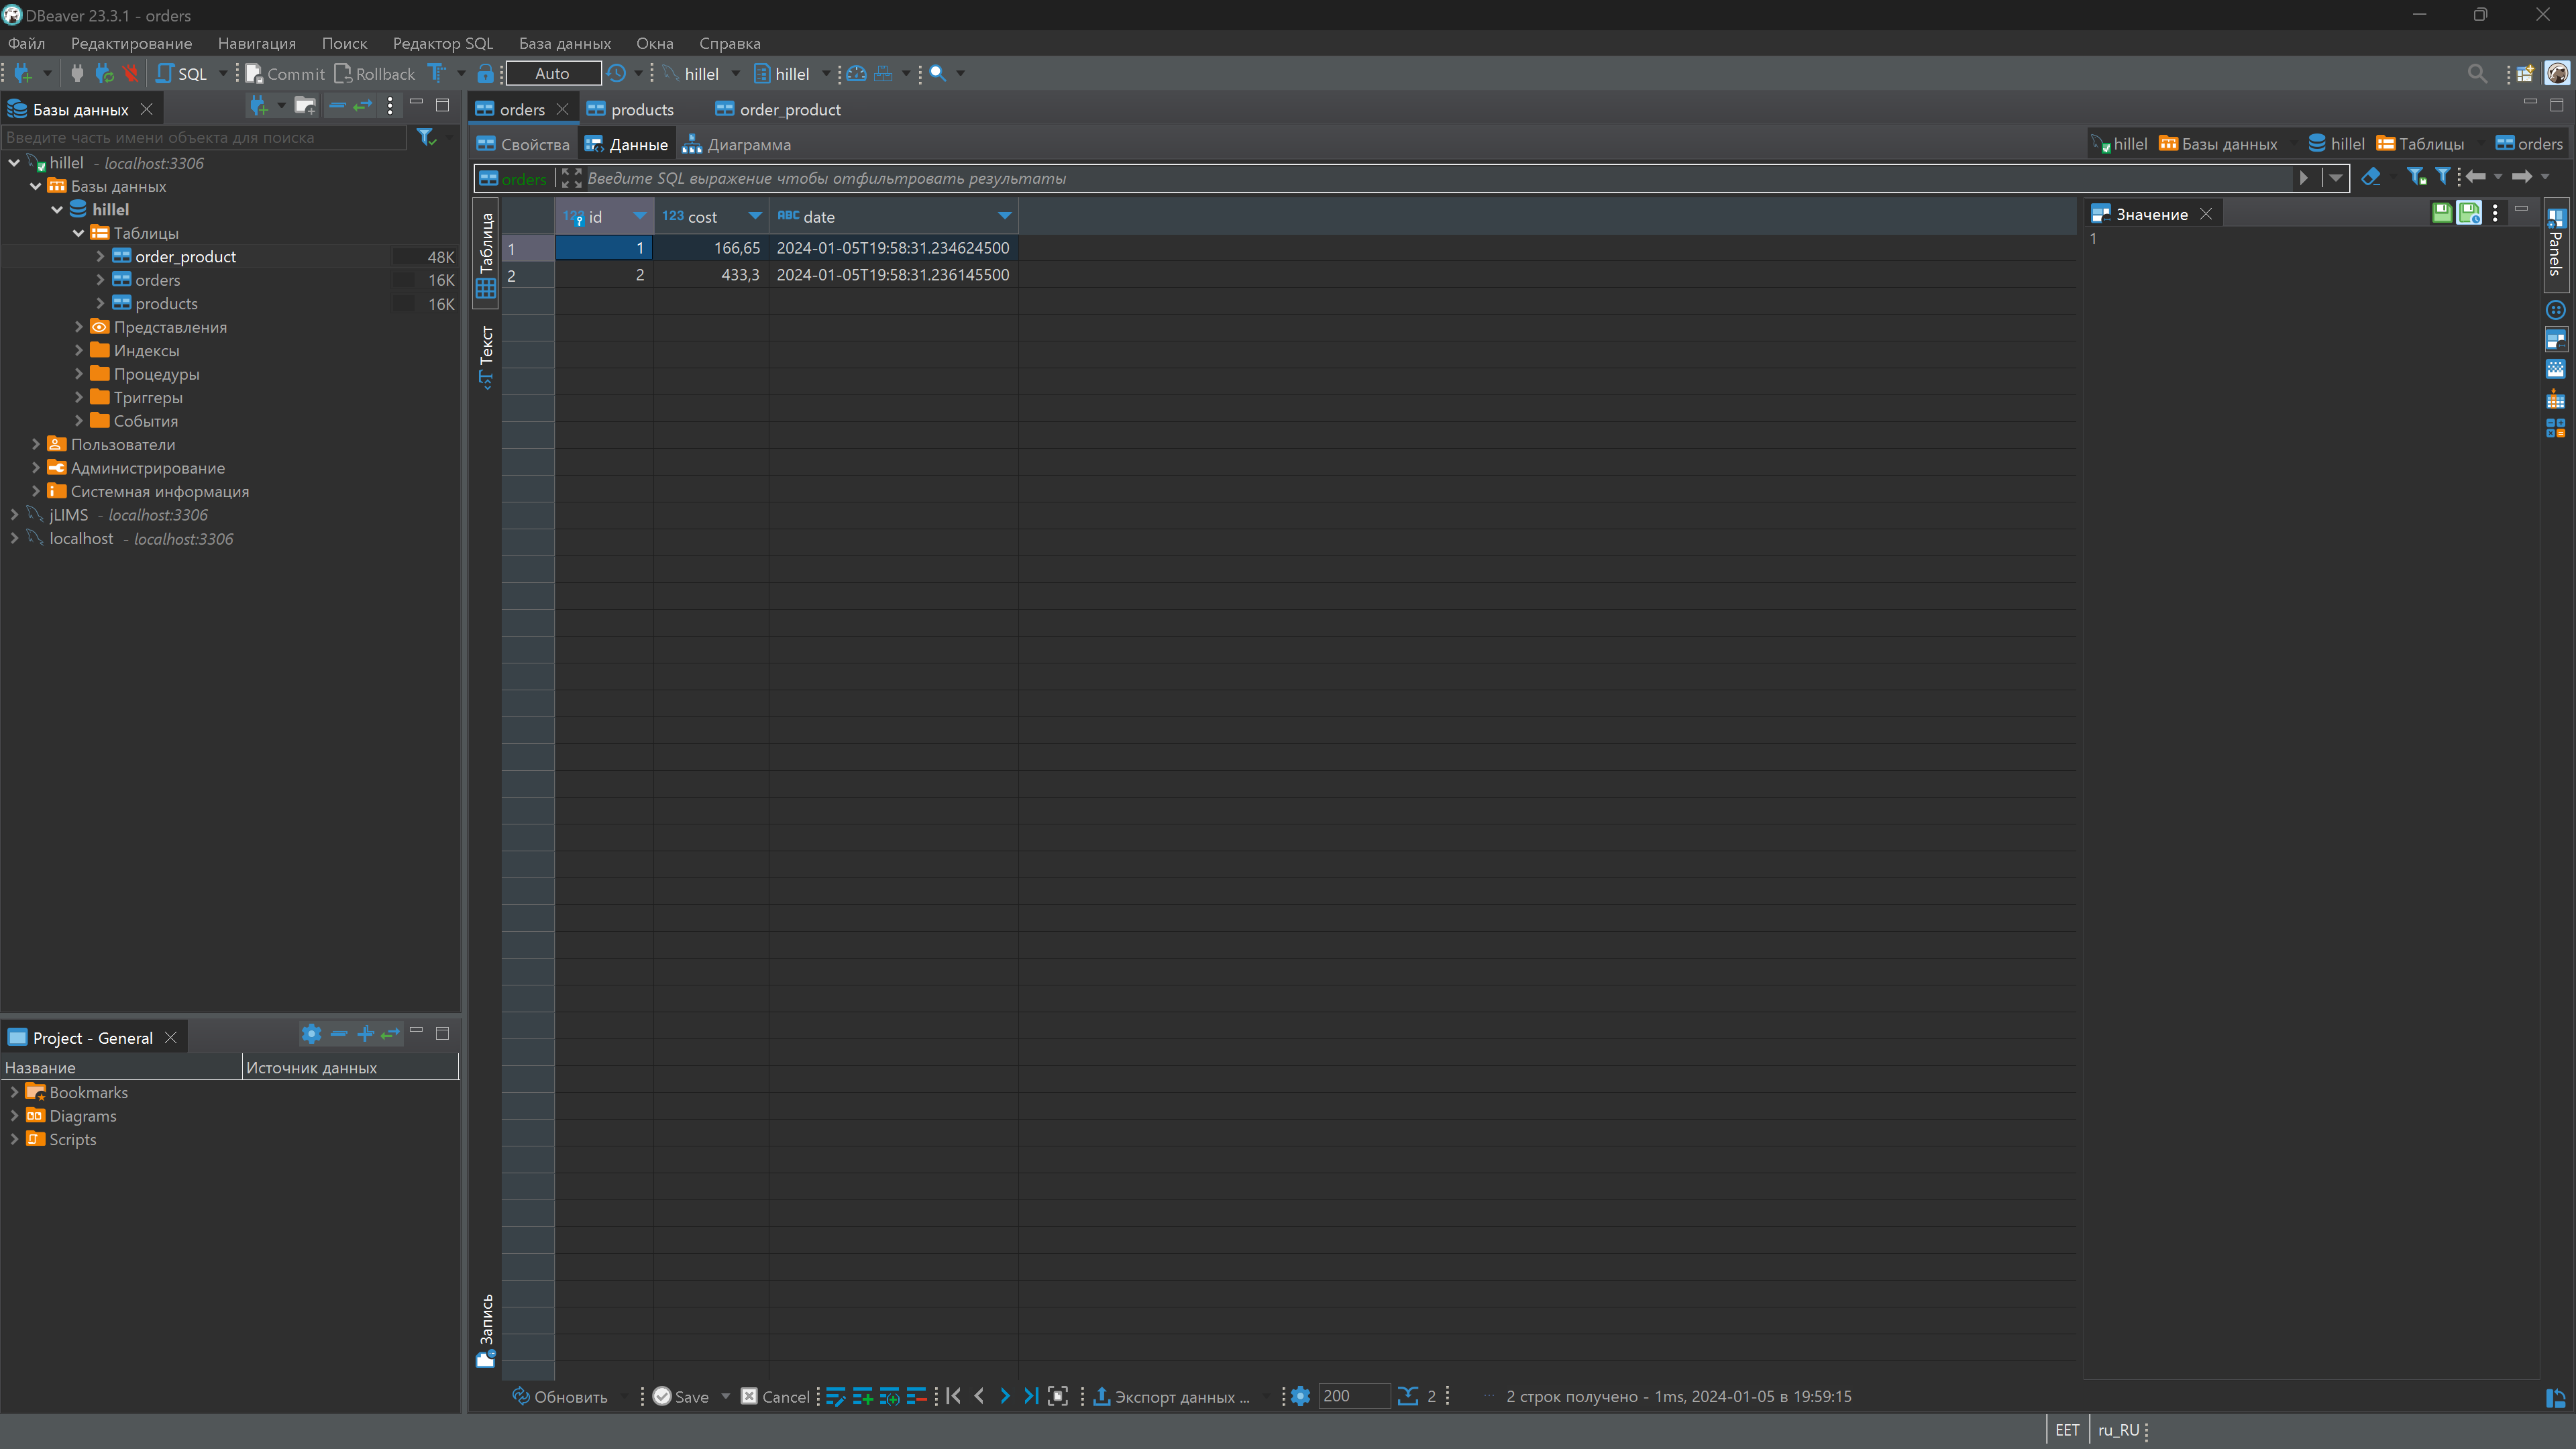 DBeaver 23.3.1 - orders
Файл Редактирование Навигация Поиск Редактор SQL База данных Окна Справка
SQL Commit Rollback Auto hillel hillel
Базы данных
Введите часть имени объекта для поиска
hillel - localhost:3306
Базы данных
hillel
Таблицы
order_product 48K
orders 16K
products 16K
Представления
Индексы
Процедуры
Триггеры
События
Пользователи
Администрирование
Системная информация
jLIMS - localhost:3306
localhost - localhost:3306
Project - General
Название Источник данных
Bookmarks
Diagrams
Scripts
orders products order_product
Свойства Данные Диаграмма
hillel Базы данных hillel Таблицы orders
orders Введите SQL выражение чтобы отфильтровать результаты
Таблица
Текст
Запись
123 id 123 cost ABC date
1 1 166,65 2024-01-05T19:58:31.234624500
2 2 433,3 2024-01-05T19:58:31.236145500
Значение
1
Panels
Обновить Save Cancel Экспорт данных ... 200 2 ... 2 строк получено - 1ms, 2024-01-05 в 19:59:15
EET ru_RU